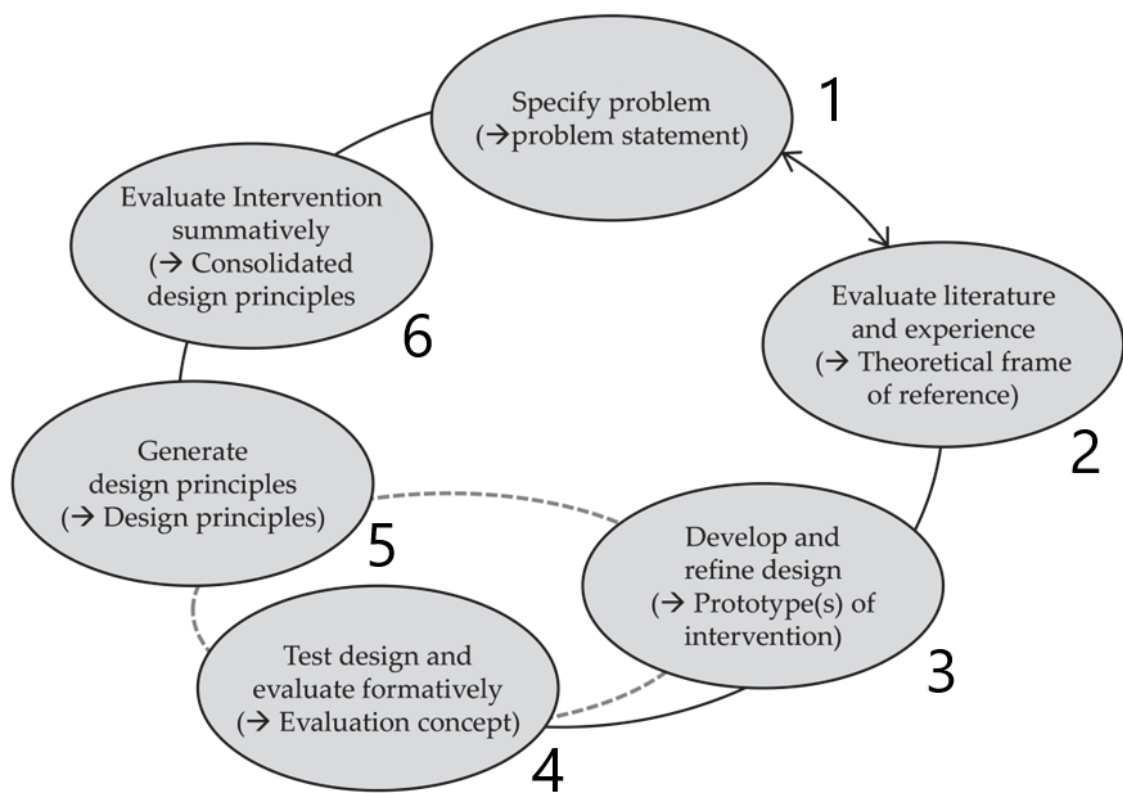 Specify problem
(→problem statement)
1
Evaluate literature
and experience
(→ Theoretical frame
of reference)
2
Develop and
refine design
(→ Prototype(s) of
intervention)
3
Test design and
evaluate formatively
(→ Evaluation concept)
4
Generate
design principles
(→ Design principles)
5
Evaluate Intervention
summatively
(→ Consolidated
design principles
6